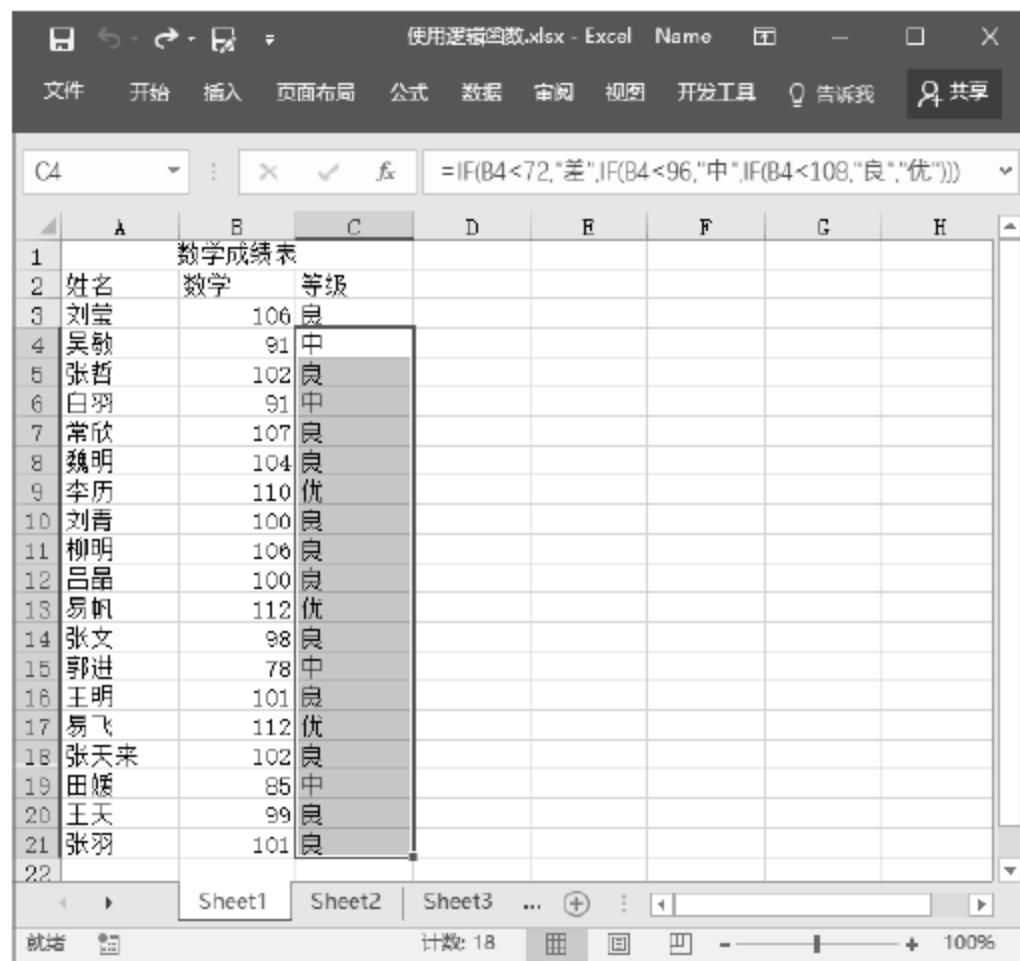 使用逻辑函数.xlsx - Excel Name
文件 开始 插入 页面布局 公式 数据 审阅 视图 开发工具 告诉我 共享
C4 fx =IF(B4<72,"差",IF(B4<96,"中",IF(B4<108,"良","优")))
A B C D E F G H
1 数学成绩表
2 姓名 数学 等级
3 刘莹 106 良
4 吴敏 91 中
5 张哲 102 良
6 白羽 91 中
7 常欣 107 良
8 魏明 104 良
9 李历 110 优
10 刘青 100 良
11 柳明 106 良
12 吕晶 100 良
13 易帆 112 优
14 张文 98 良
15 郭进 78 中
16 王明 101 良
17 易飞 112 优
18 张天来 102 良
19 田媛 85 中
20 王天 99 良
21 张羽 101 良
22
Sheet1 Sheet2 Sheet3 ...
就绪 计数: 18 100%